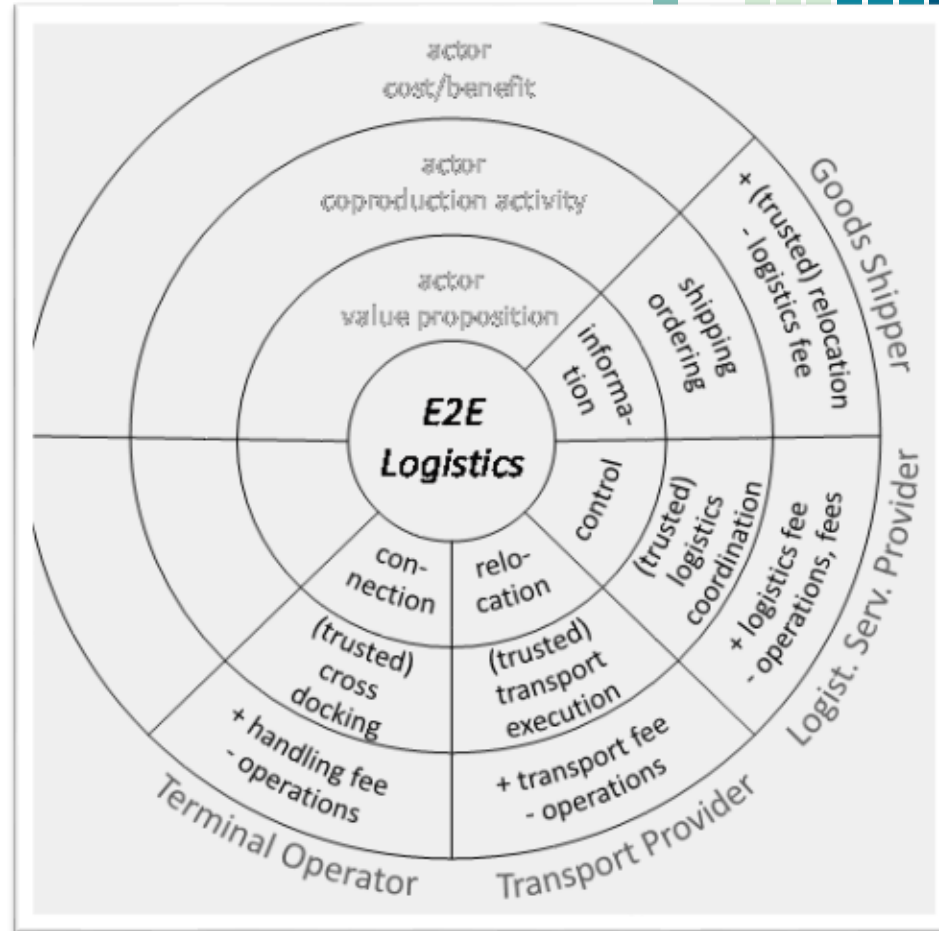 actor
cost/benefit
actor
coproduction activity
actor
value proposition
E2E
Logistics
informa-
tion
shipping
ordering
+ (trusted) relocation
- logistics fee
Goods Shipper
control
(trusted)
logistics
coordination
+ logistics fee
- operations, fees
Logist. Serv. Provider
relo-
cation
(trusted)
transport
execution
+ transport fee
- operations
Transport Provider
con-
nection
(trusted)
cross
docking
+ handling fee
- operations
Terminal Operator